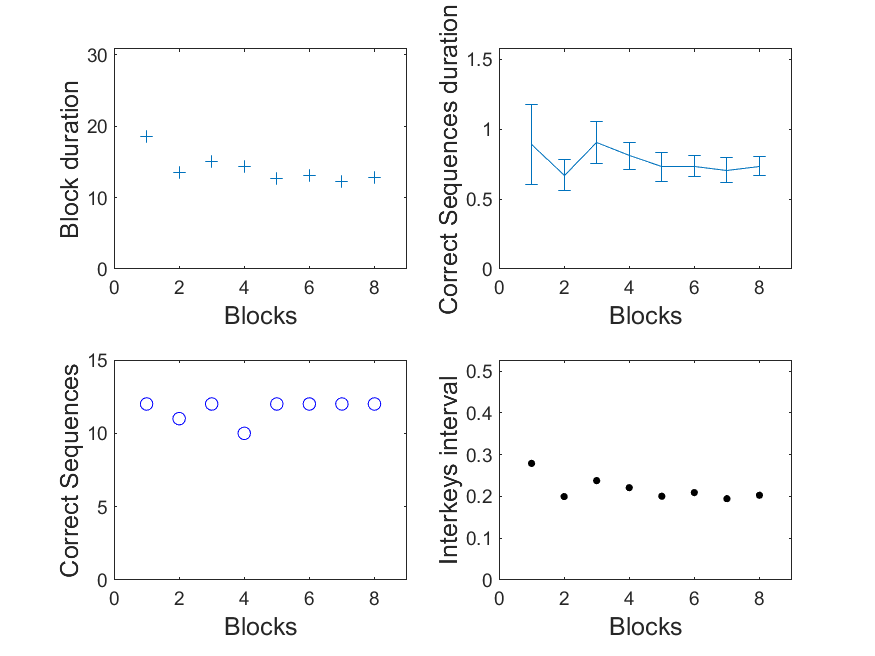 Block duration
30
20
10
0
0 2 4 6 8
Blocks
Correct Sequences duration
1.5
1
0.5
0
0 2 4 6 8
Blocks
Correct Sequences
15
10
5
0
0 2 4 6 8
Blocks
Interkeys interval
0.5
0.4
0.3
0.2
0.1
0
0 2 4 6 8
Blocks